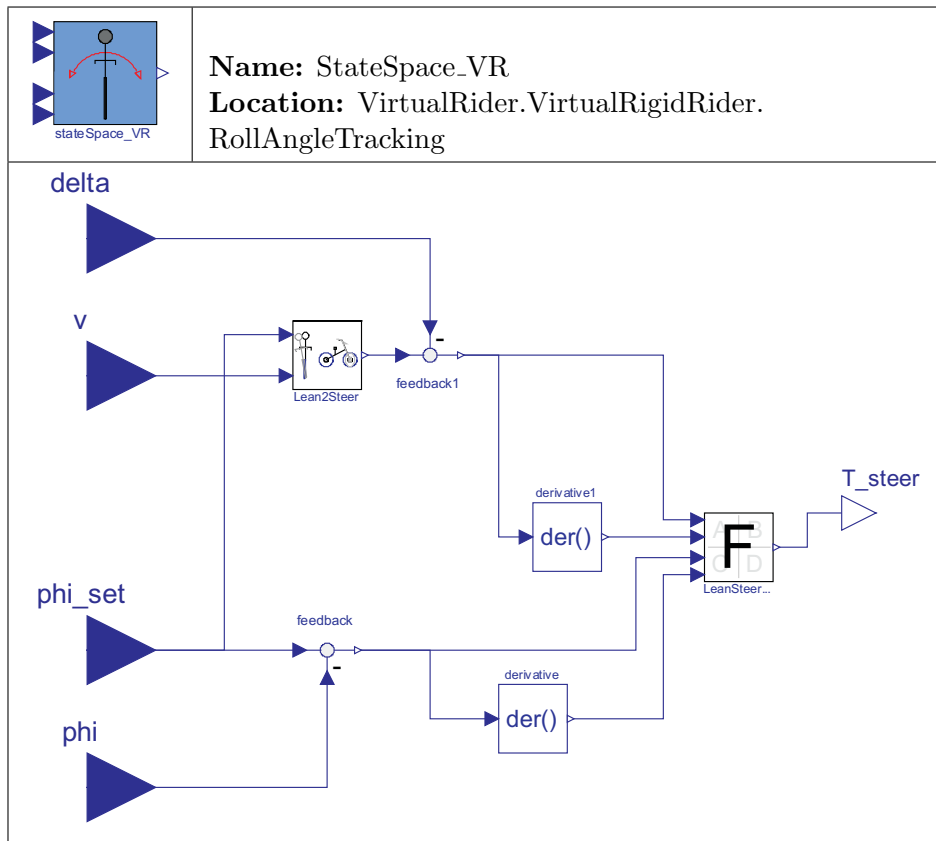 stateSpace_VR
Name: StateSpace_VR
Location: VirtualRider.VirtualRigidRider.
RollAngleTracking
delta
v
Lean2Steer
-
feedback1
derivative1
der()
T_steer
A B
F
C D
LeanSteer...
phi_set
feedback
-
derivative
der()
phi